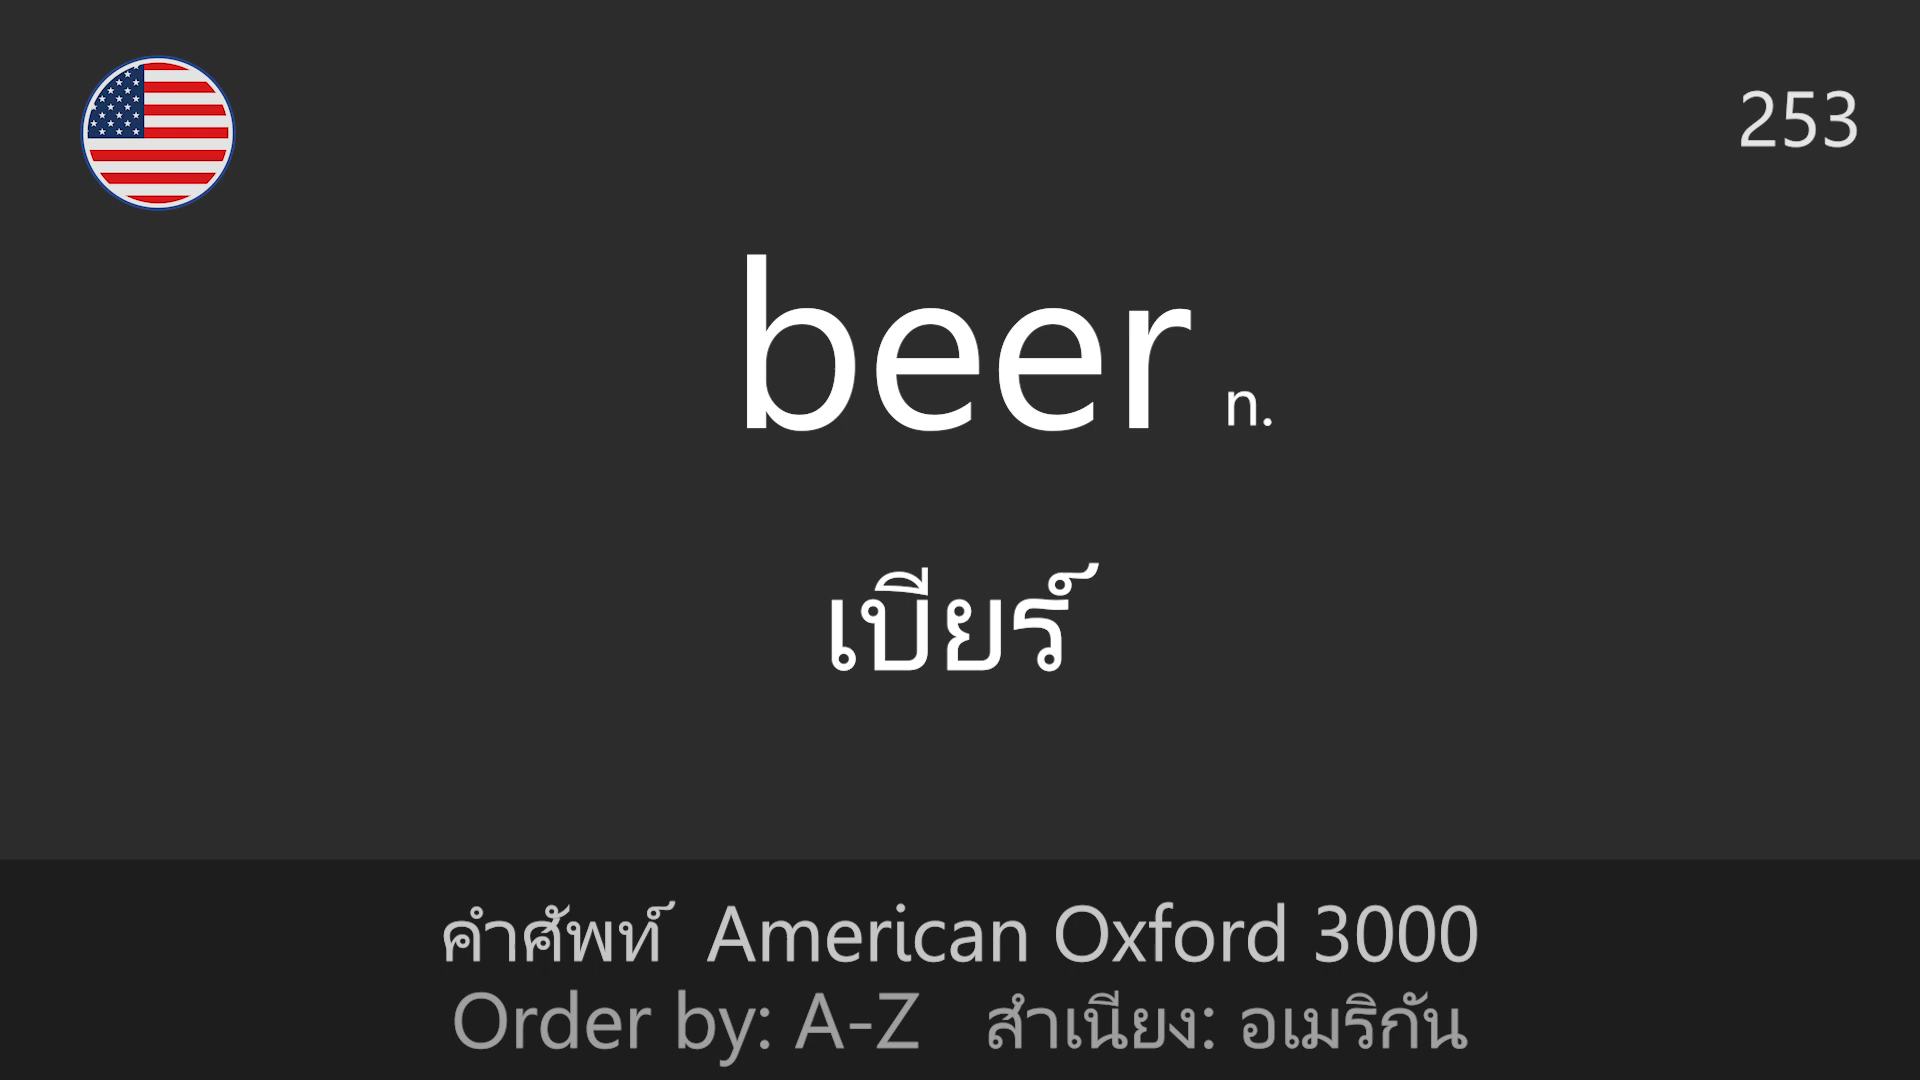 253
beer n.
เบียร์
คำศัพท์ American Oxford 3000
Order by: A-Z สำเนียง: อเมริกัน